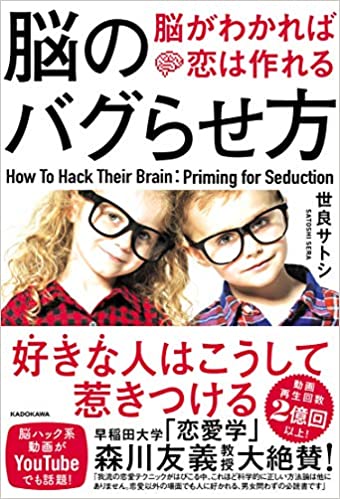 脳の
バグらせ方
脳がわかれば
恋は作れる
How To Hack Their Brain: Priming for Seduction
世良サトシ
SATOSHI SERA
好きな人はこうして
惹きつける
動画
再生回数
2億回
以上!
KADOKAWA
脳ハック系
動画が
YouTube
でも話題!
早稲田大学「恋愛学」
森川友義教授大絶賛!
「我流の恋愛テクニックがはびこる中、これほど科学的に正しい方法論は他に
ありません。恋愛以外の場面でも人に好かれる、男女問わずの必読書です」